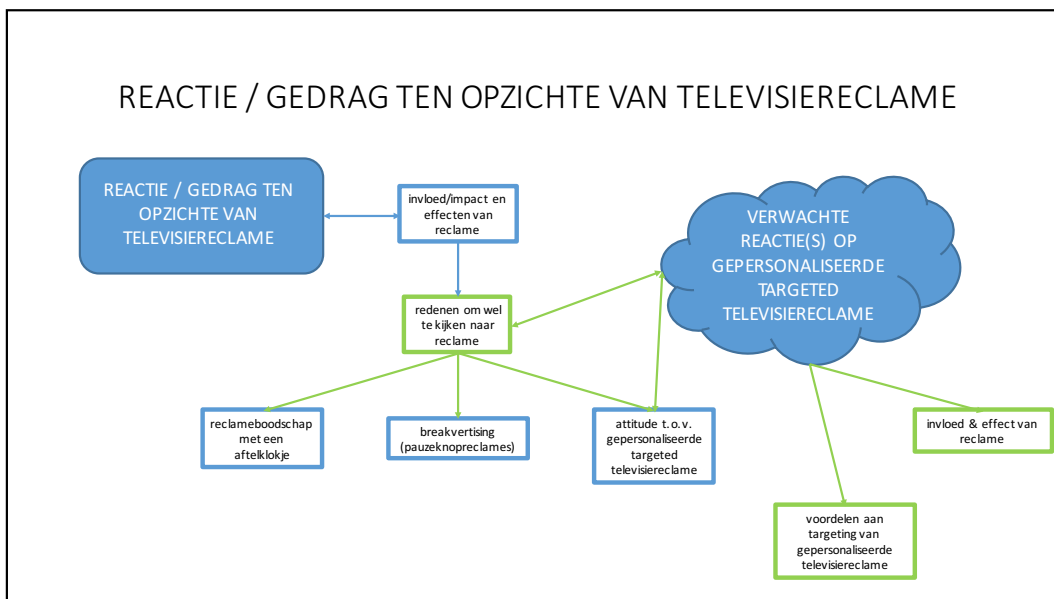 REACTIE / GEDRAG TEN OPZICHTE VAN TELEVISIERECLAME
REACTIE / GEDRAG TEN
OPZICHTE VAN
TELEVISIERECLAME
invloed/impact en
effecten van
reclame
VERWACHTE
REACTIE(S) OP
GEPERSONALISEERDE
TARGETED
TELEVISIERECLAME
redenen om wel
te kijken naar
reclame
reclameboodschap
met een
aftelklokje
breakvertising
(pauzeknopreclames)
attitude t.o.v.
gepersonaliseerde
targeted
televisiereclame
invloed & effect van
reclame
voordelen aan
targeting van
gepersonaliseerde
televisiereclame